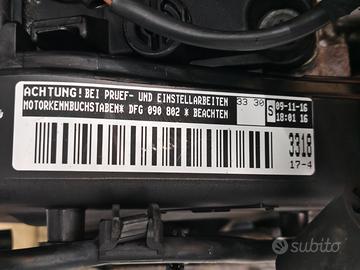 ACHTUNG! BEI PRUEF- UND EINSTELLARBEITEN
MOTORKENNBUCHSTABEN* DFG 090 802 * BEACHTEN
33 30
S
09-11-16
18:01 16
3318
17-4
subito